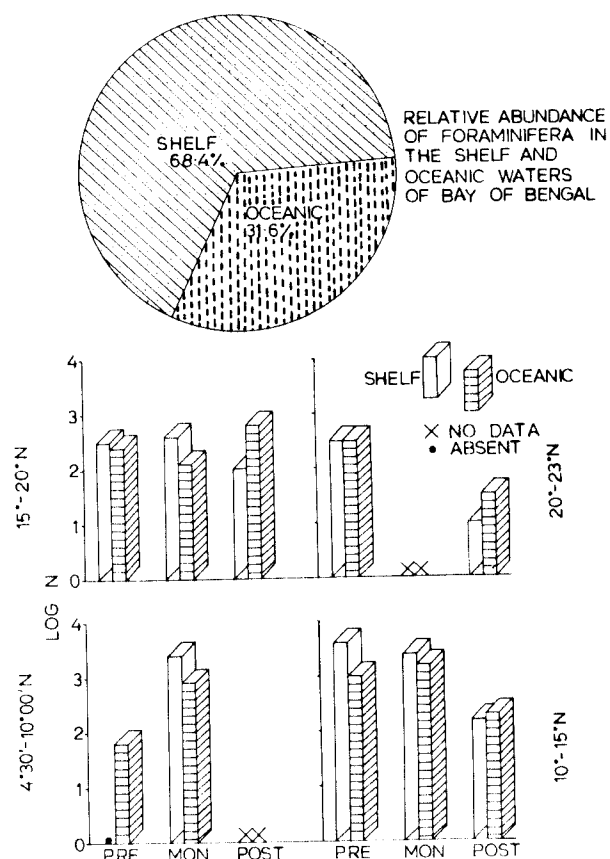 SHELF
68·4%
OCEANIC
31·6%
RELATIVE ABUNDANCE
OF FORAMINIFERA IN
THE SHELF AND
OCEANIC WATERS
OF BAY OF BENGAL
SHELF
OCEANIC
× NO DATA
• ABSENT
4
3
2
1
0
15°-20°N
20°-23°N
LOG N
4
3
2
1
0
4°30'-10°00'N
10°-15°N
PRE MON POST PRE MON POST